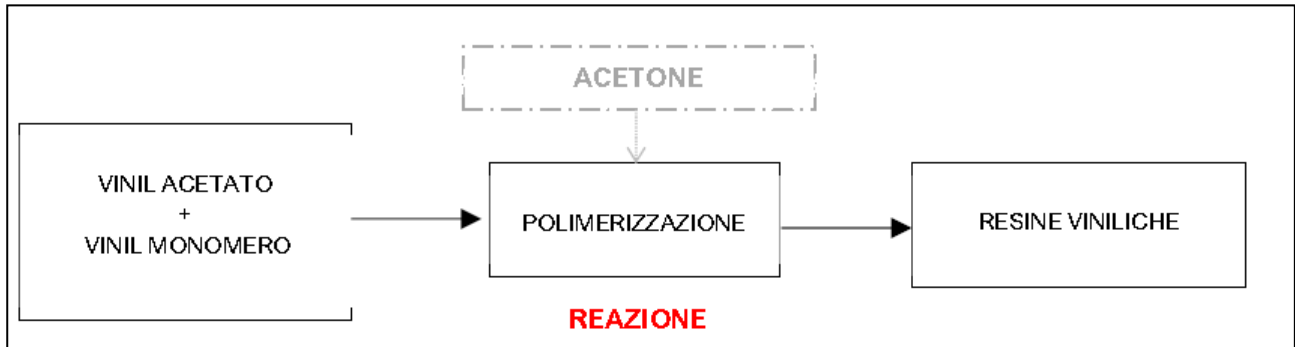 ACETONE
VINIL ACETATO
+
VINIL MONOMERO
POLIMERIZZAZIONE
RESINE VINILICHE
REAZIONE